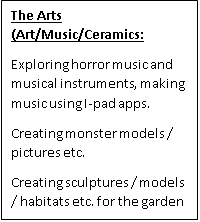 The Arts
(Art/Music/Ceramics:
Exploring horror music and
musical instruments, making
music using I-pad apps.
Creating monster models /
pictures etc.
Creating sculptures / models
/ habitats etc. for the garden